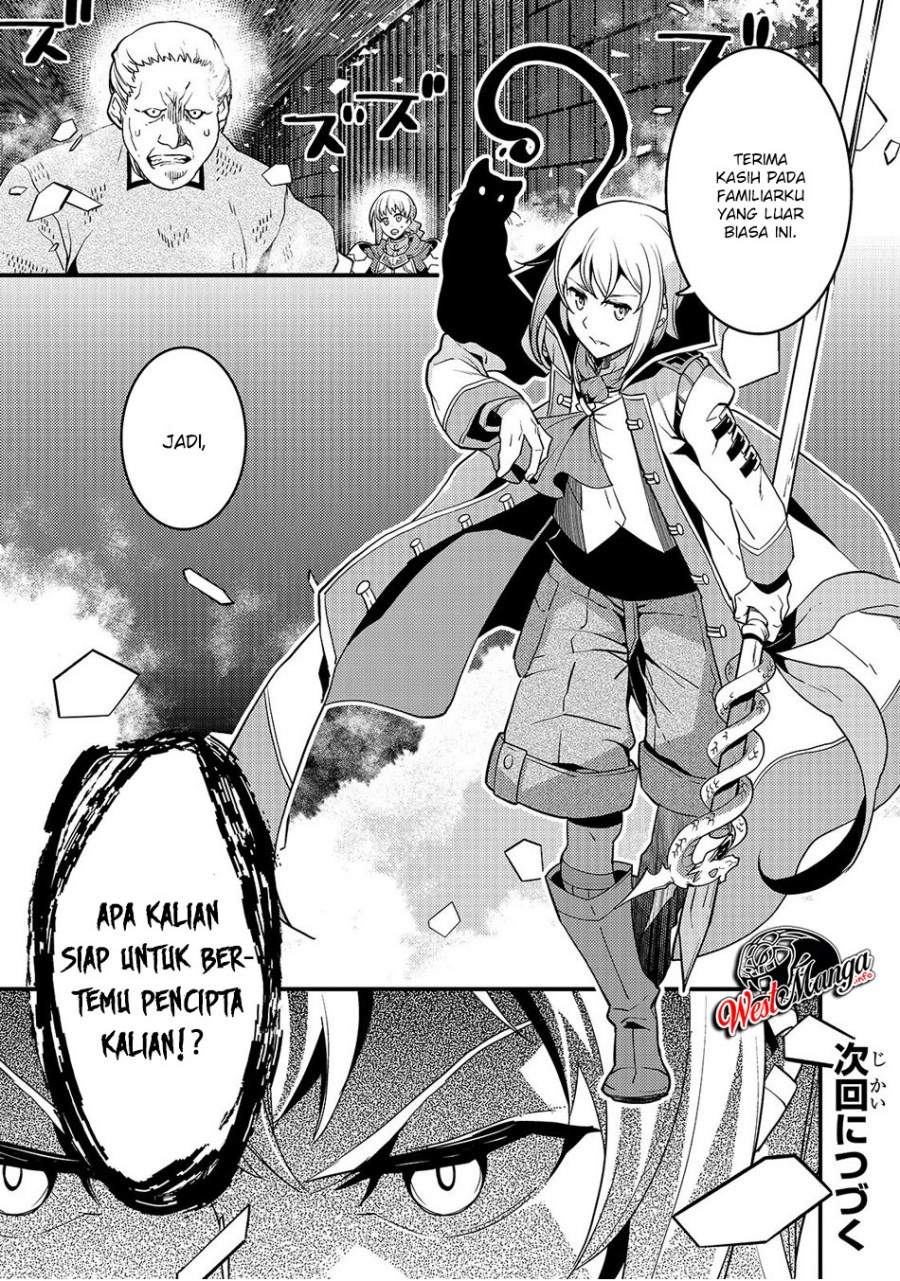 ズズズズ
TERIMA
KASIH PADA
FAMILIARKU
YANG LUAR
BIASA INI.
JADI,
APA KALIAN
SIAP UNTUK BER-
TEMU PENCIPTA
KALIAN!?
WestManga
.info
次回につづく
じかい